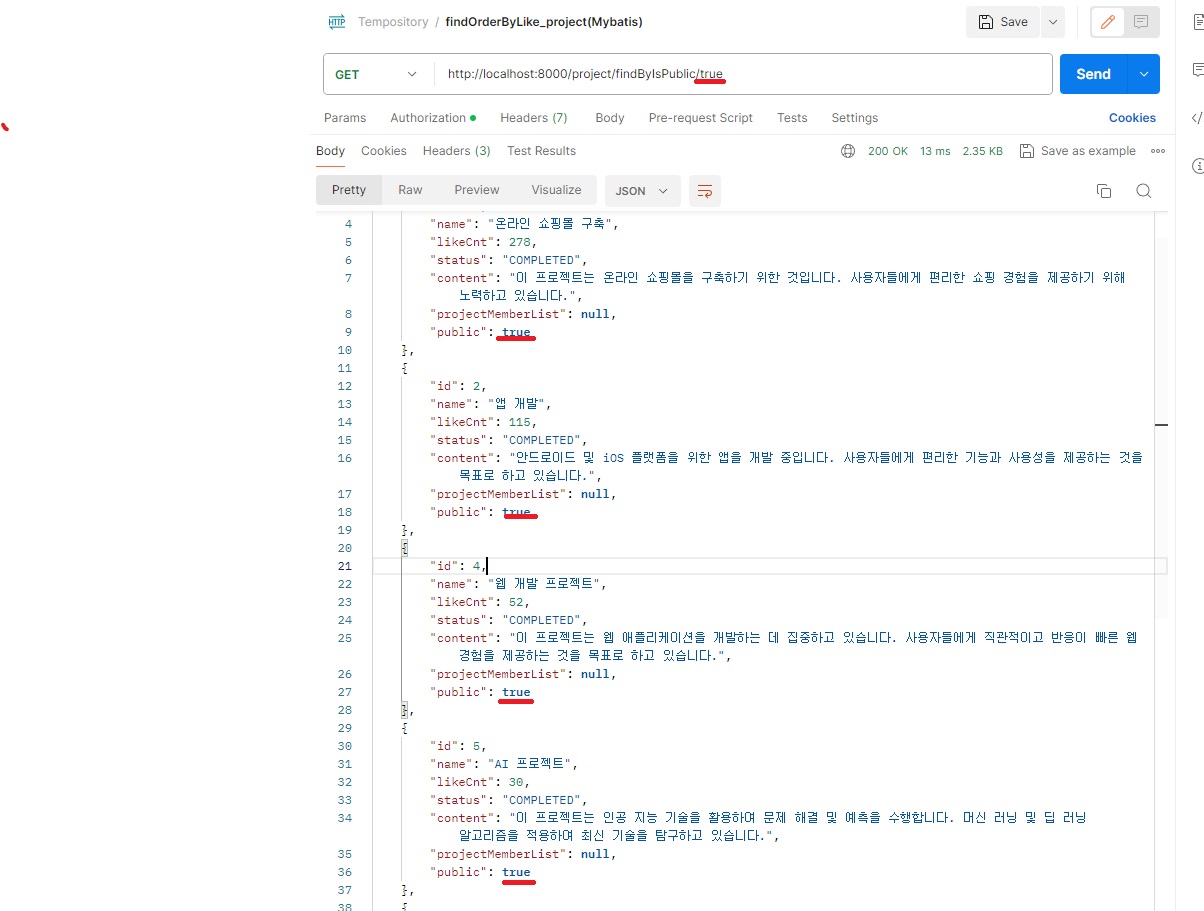 HTTP Tempository / findOrderByLike_project(Mybatis) Save
GET http://localhost:8000/project/findByIsPublic/true Send
Params Authorization Headers (7) Body Pre-request Script Tests Settings Cookies
Body Cookies Headers (3) Test Results 200 OK 13 ms 2.35 KB Save as example
Pretty Raw Preview Visualize JSON
4 "name": "온라인 쇼핑몰 구축",
5 "likeCnt": 278,
6 "status": "COMPLETED",
7 "content": "이 프로젝트는 온라인 쇼핑몰을 구축하기 위한 것입니다. 사용자들에게 편리한 쇼핑 경험을 제공하기 위해
노력하고 있습니다.",
8 "projectMemberList": null,
9 "public": true
10 },
11 {
12 "id": 2,
13 "name": "앱 개발",
14 "likeCnt": 115,
15 "status": "COMPLETED",
16 "content": "안드로이드 및 iOS 플랫폼을 위한 앱을 개발 중입니다. 사용자들에게 편리한 기능과 사용성을 제공하는 것을
목표로 하고 있습니다.",
17 "projectMemberList": null,
18 "public": true
19 },
20 {
21 "id": 4,
22 "name": "웹 개발 프로젝트",
23 "likeCnt": 52,
24 "status": "COMPLETED",
25 "content": "이 프로젝트는 웹 애플리케이션을 개발하는 데 집중하고 있습니다. 사용자들에게 직관적이고 반응이 빠른 웹
경험을 제공하는 것을 목표로 하고 있습니다.",
26 "projectMemberList": null,
27 "public": true
28 },
29 {
30 "id": 5,
31 "name": "AI 프로젝트",
32 "likeCnt": 30,
33 "status": "COMPLETED",
34 "content": "이 프로젝트는 인공 지능 기술을 활용하여 문제 해결 및 예측을 수행합니다. 머신 러닝 및 딥 러닝
알고리즘을 적용하여 최신 기술을 탐구하고 있습니다.",
35 "projectMemberList": null,
36 "public": true
37 },
38 {